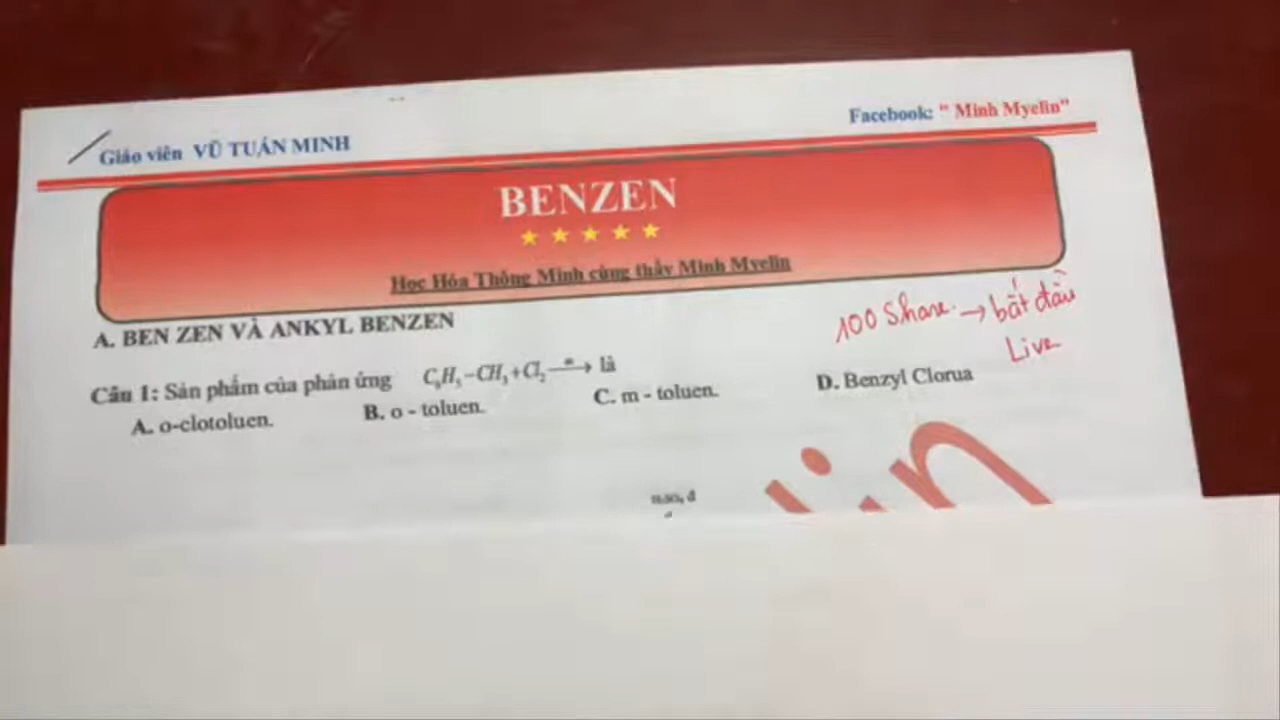 Giáo viên VŨ TUẤN MINH
Facebook: " Minh Myelin"
BENZEN
Học Hóa Thông Minh cùng thầy Minh Myelin
A. BEN ZEN VÀ ANKYL BENZEN
100 Share → bắt đầu
Live
Câu 1: Sản phẩm của phản ứng C₆H₅–CH₃+Cl₂ → là
A. o-clotoluen. B. o - toluen. C. m - toluen. D. Benzyl Clorua
in